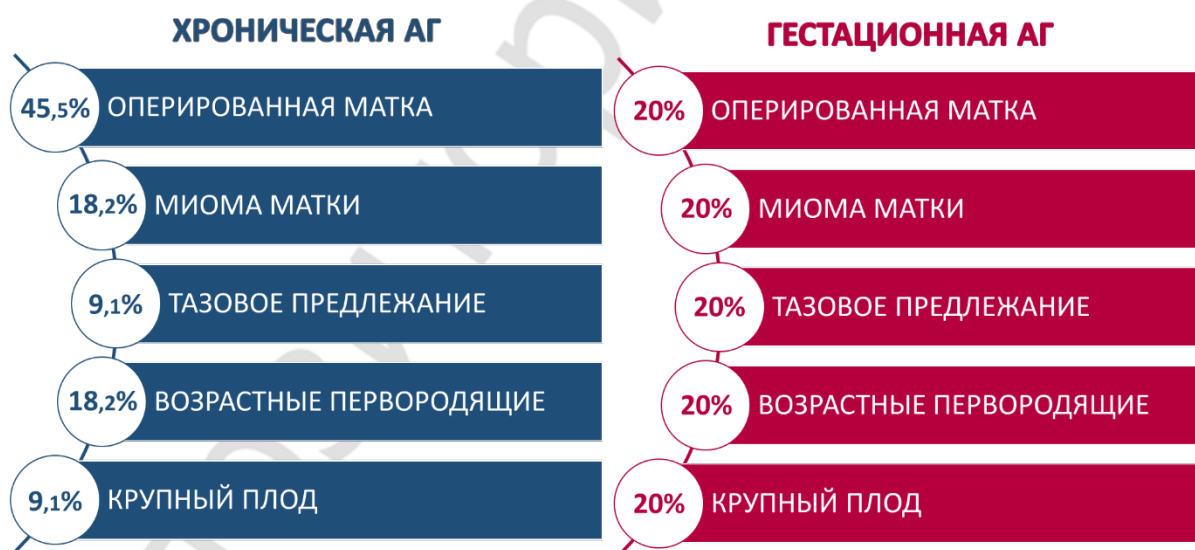 ХРОНИЧЕСКАЯ АГ
45,5% ОПЕРИРОВАННАЯ МАТКА
18,2% МИОМА МАТКИ
9,1% ТАЗОВОЕ ПРЕДЛЕЖАНИЕ
18,2% ВОЗРАСТНЫЕ ПЕРВОРОДЯЩИЕ
9,1% КРУПНЫЙ ПЛОД
ГЕСТАЦИОННАЯ АГ
20% ОПЕРИРОВАННАЯ МАТКА
20% МИОМА МАТКИ
20% ТАЗОВОЕ ПРЕДЛЕЖАНИЕ
20% ВОЗРАСТНЫЕ ПЕРВОРОДЯЩИЕ
20% КРУПНЫЙ ПЛОД